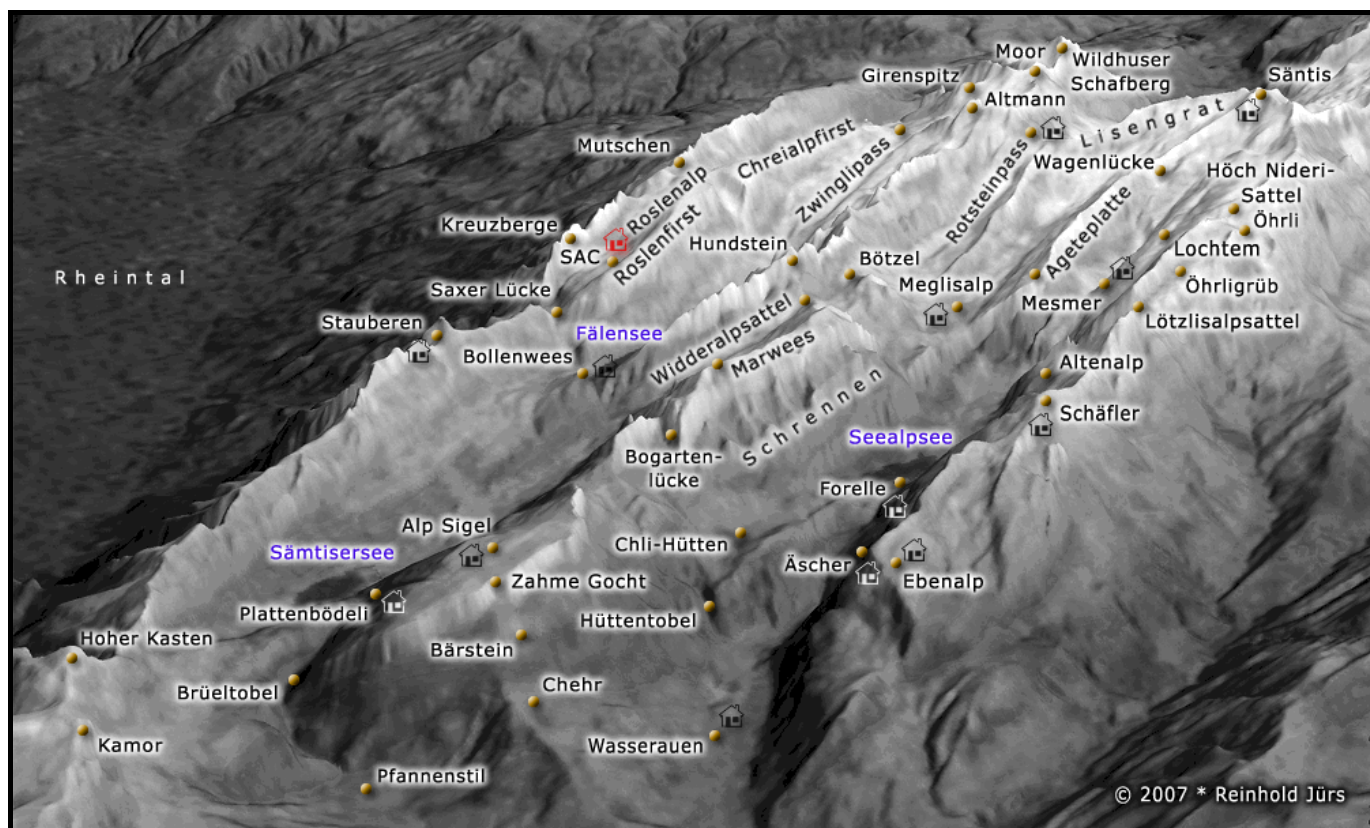 Moor
Wildhuser
Schafberg
Girenspitz
Altmann
Säntis
Lisengrat
Mutschen
Chreialpfirst
Zwinglipass
Rotsteinpass
Wagenlücke
Höch Nideri-
Sattel
Öhrli
Kreuzberge
Roslenalp
SAC
Roslenfirst
Hundstein
Bötzel
Ageteplatte
Lochtem
Rheintal
Saxer Lücke
Meglisalp
Mesmer
Öhrligrüb
Stauberen
Fälensee
Widderalpsattel
Lötzlisalpsattel
Bollenwees
Marwees
Altenalp
Schrennen
Schäfler
Seealpsee
Bogarten-
lücke
Forelle
Alp Sigel
Sämtisersee
Chli-Hütten
Äscher
Ebenalp
Zahme Gocht
Plattenbödeli
Hüttentobel
Hoher Kasten
Bärstein
Brüeltobel
Chehr
Kamor
Wasserauen
Pfannenstil
© 2007 * Reinhold Jürs